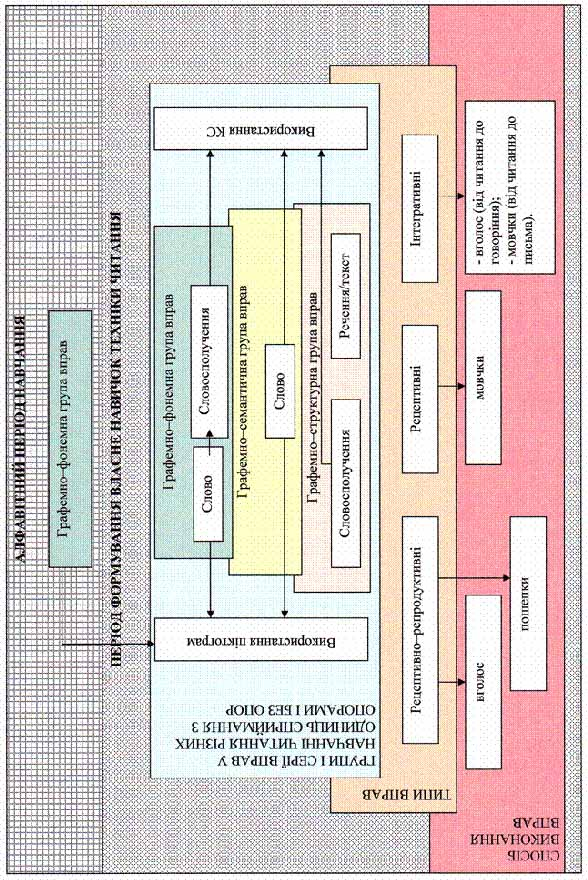 АЛФАВІТНИЙ ПЕРІОД НАВЧАННЯ
Графемно–фонемна група вправ
ПЕРІОД ФОРМУВАННЯ ВЛАСНЕ НАВИЧОК ТЕХНІКИ ЧИТАННЯ
ГРУПИ І СЕРІЇ ВПРАВ У
НАВЧАННІ ЧИТАННЯ РІЗНИХ
ОДИНИЦЬ СПРИЙМАННЯ З
ОПОРАМИ І БЕЗ ОПОР
Використання піктограм
Графемно–фонемна група вправ
Слово
Словосполучення
Графемно–семантична група вправ
Слово
Графемно–структурна група вправ
Словосполучення
Речення/текст
Використання КС
ТИПИ ВПРАВ
Рецептивно–репродуктивні
Рецептивні
Інтегративні
СПОСІБ
ВИКОНАННЯ
ВПРАВ
вголос
пошепки
мовчки
- вголос (від читання до
говоріння);
- мовчки (від читання до
письма).